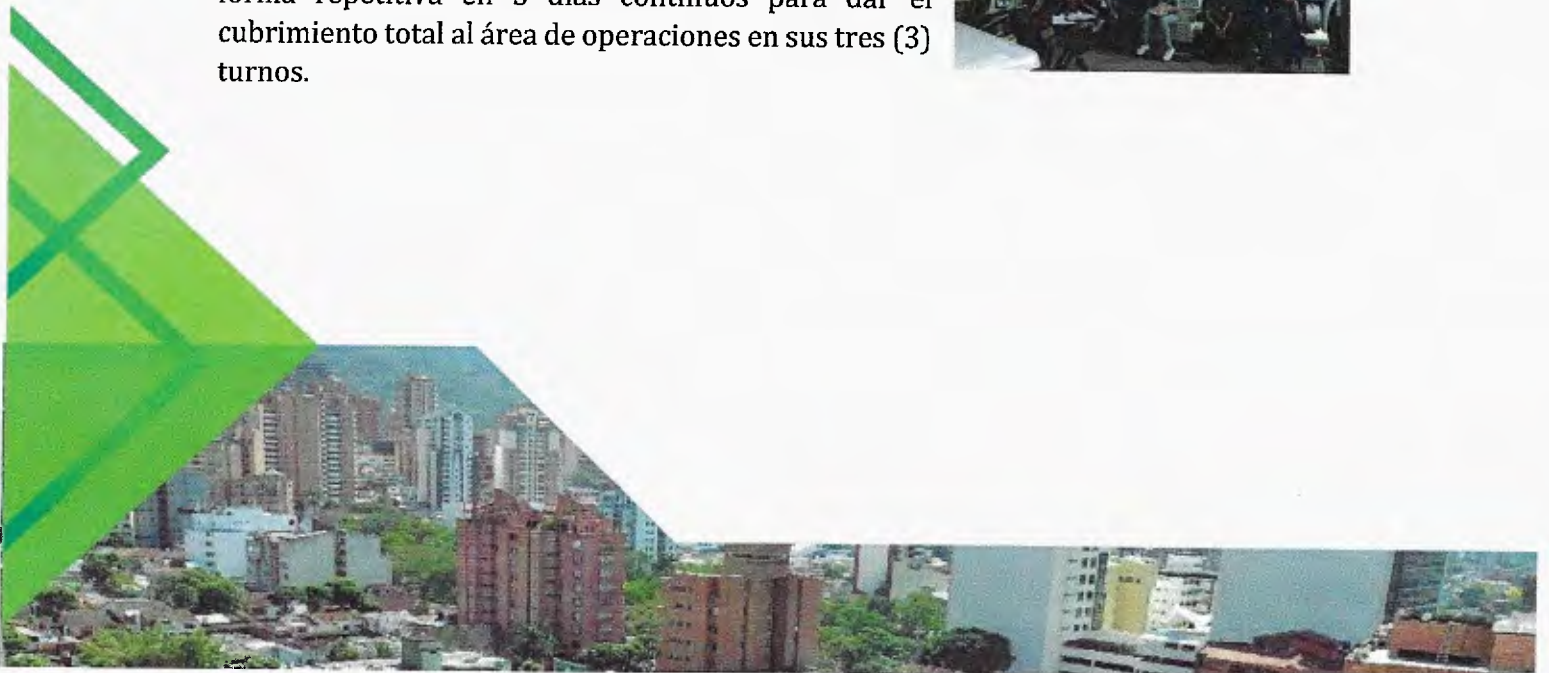 forma repetitiva en días continuos para dar el
cubrimiento total al área de operaciones en sus tres (3)
turnos.